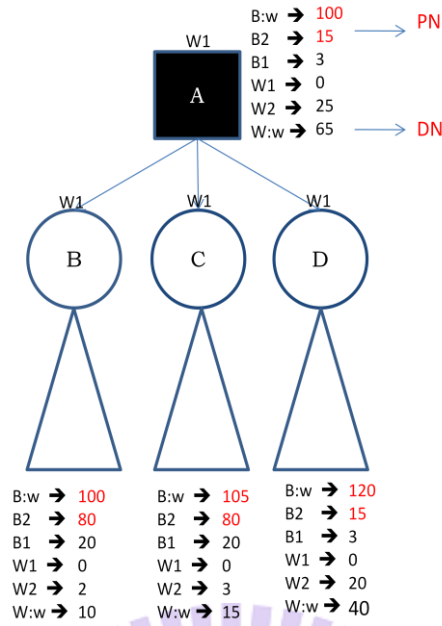 B:w ➔ 100
PN
B2 ➔ 15
W1
B1 ➔ 3
W1 ➔ 0
A
W2 ➔ 25
W:w ➔ 65
DN
W1
W1
W1
B
C
D
B:w ➔ 100
B2 ➔ 80
B1 ➔ 20
W1 ➔ 0
W2 ➔ 2
W:w ➔ 10
B:w ➔ 105
B2 ➔ 80
B1 ➔ 20
W1 ➔ 0
W2 ➔ 3
W:w ➔ 15
B:w ➔ 120
B2 ➔ 15
B1 ➔ 3
W1 ➔ 0
W2 ➔ 20
W:w ➔ 40